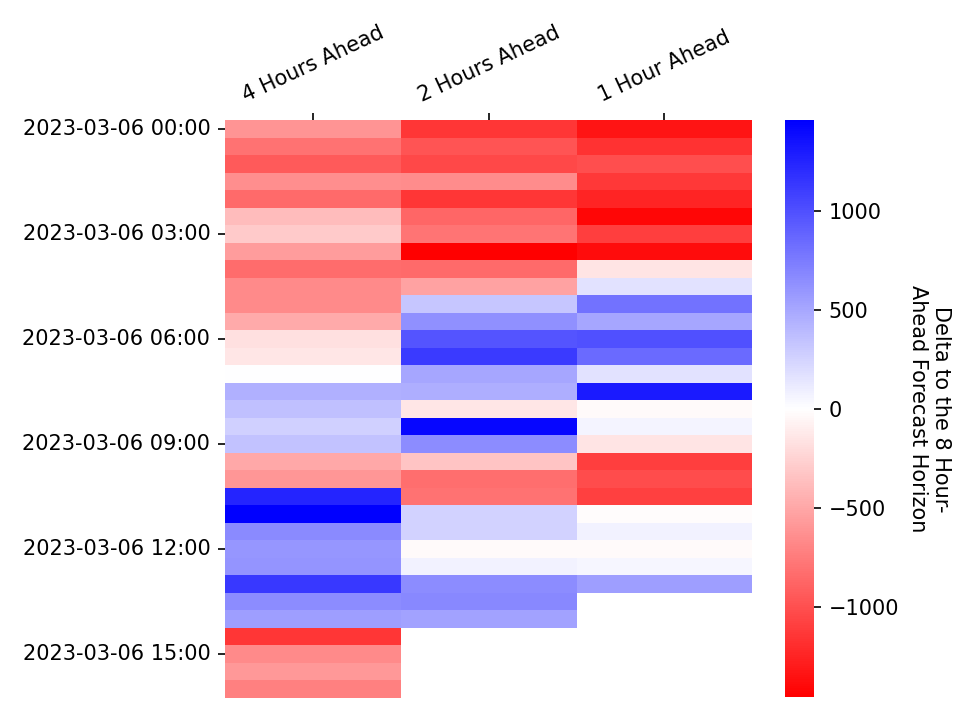 4 Hours Ahead
2 Hours Ahead
1 Hour Ahead
2023-03-06 00:00
2023-03-06 03:00
2023-03-06 06:00
2023-03-06 09:00
2023-03-06 12:00
2023-03-06 15:00
1000
500
0
−500
−1000
Delta to the 8 Hour-
Ahead Forecast Horizon